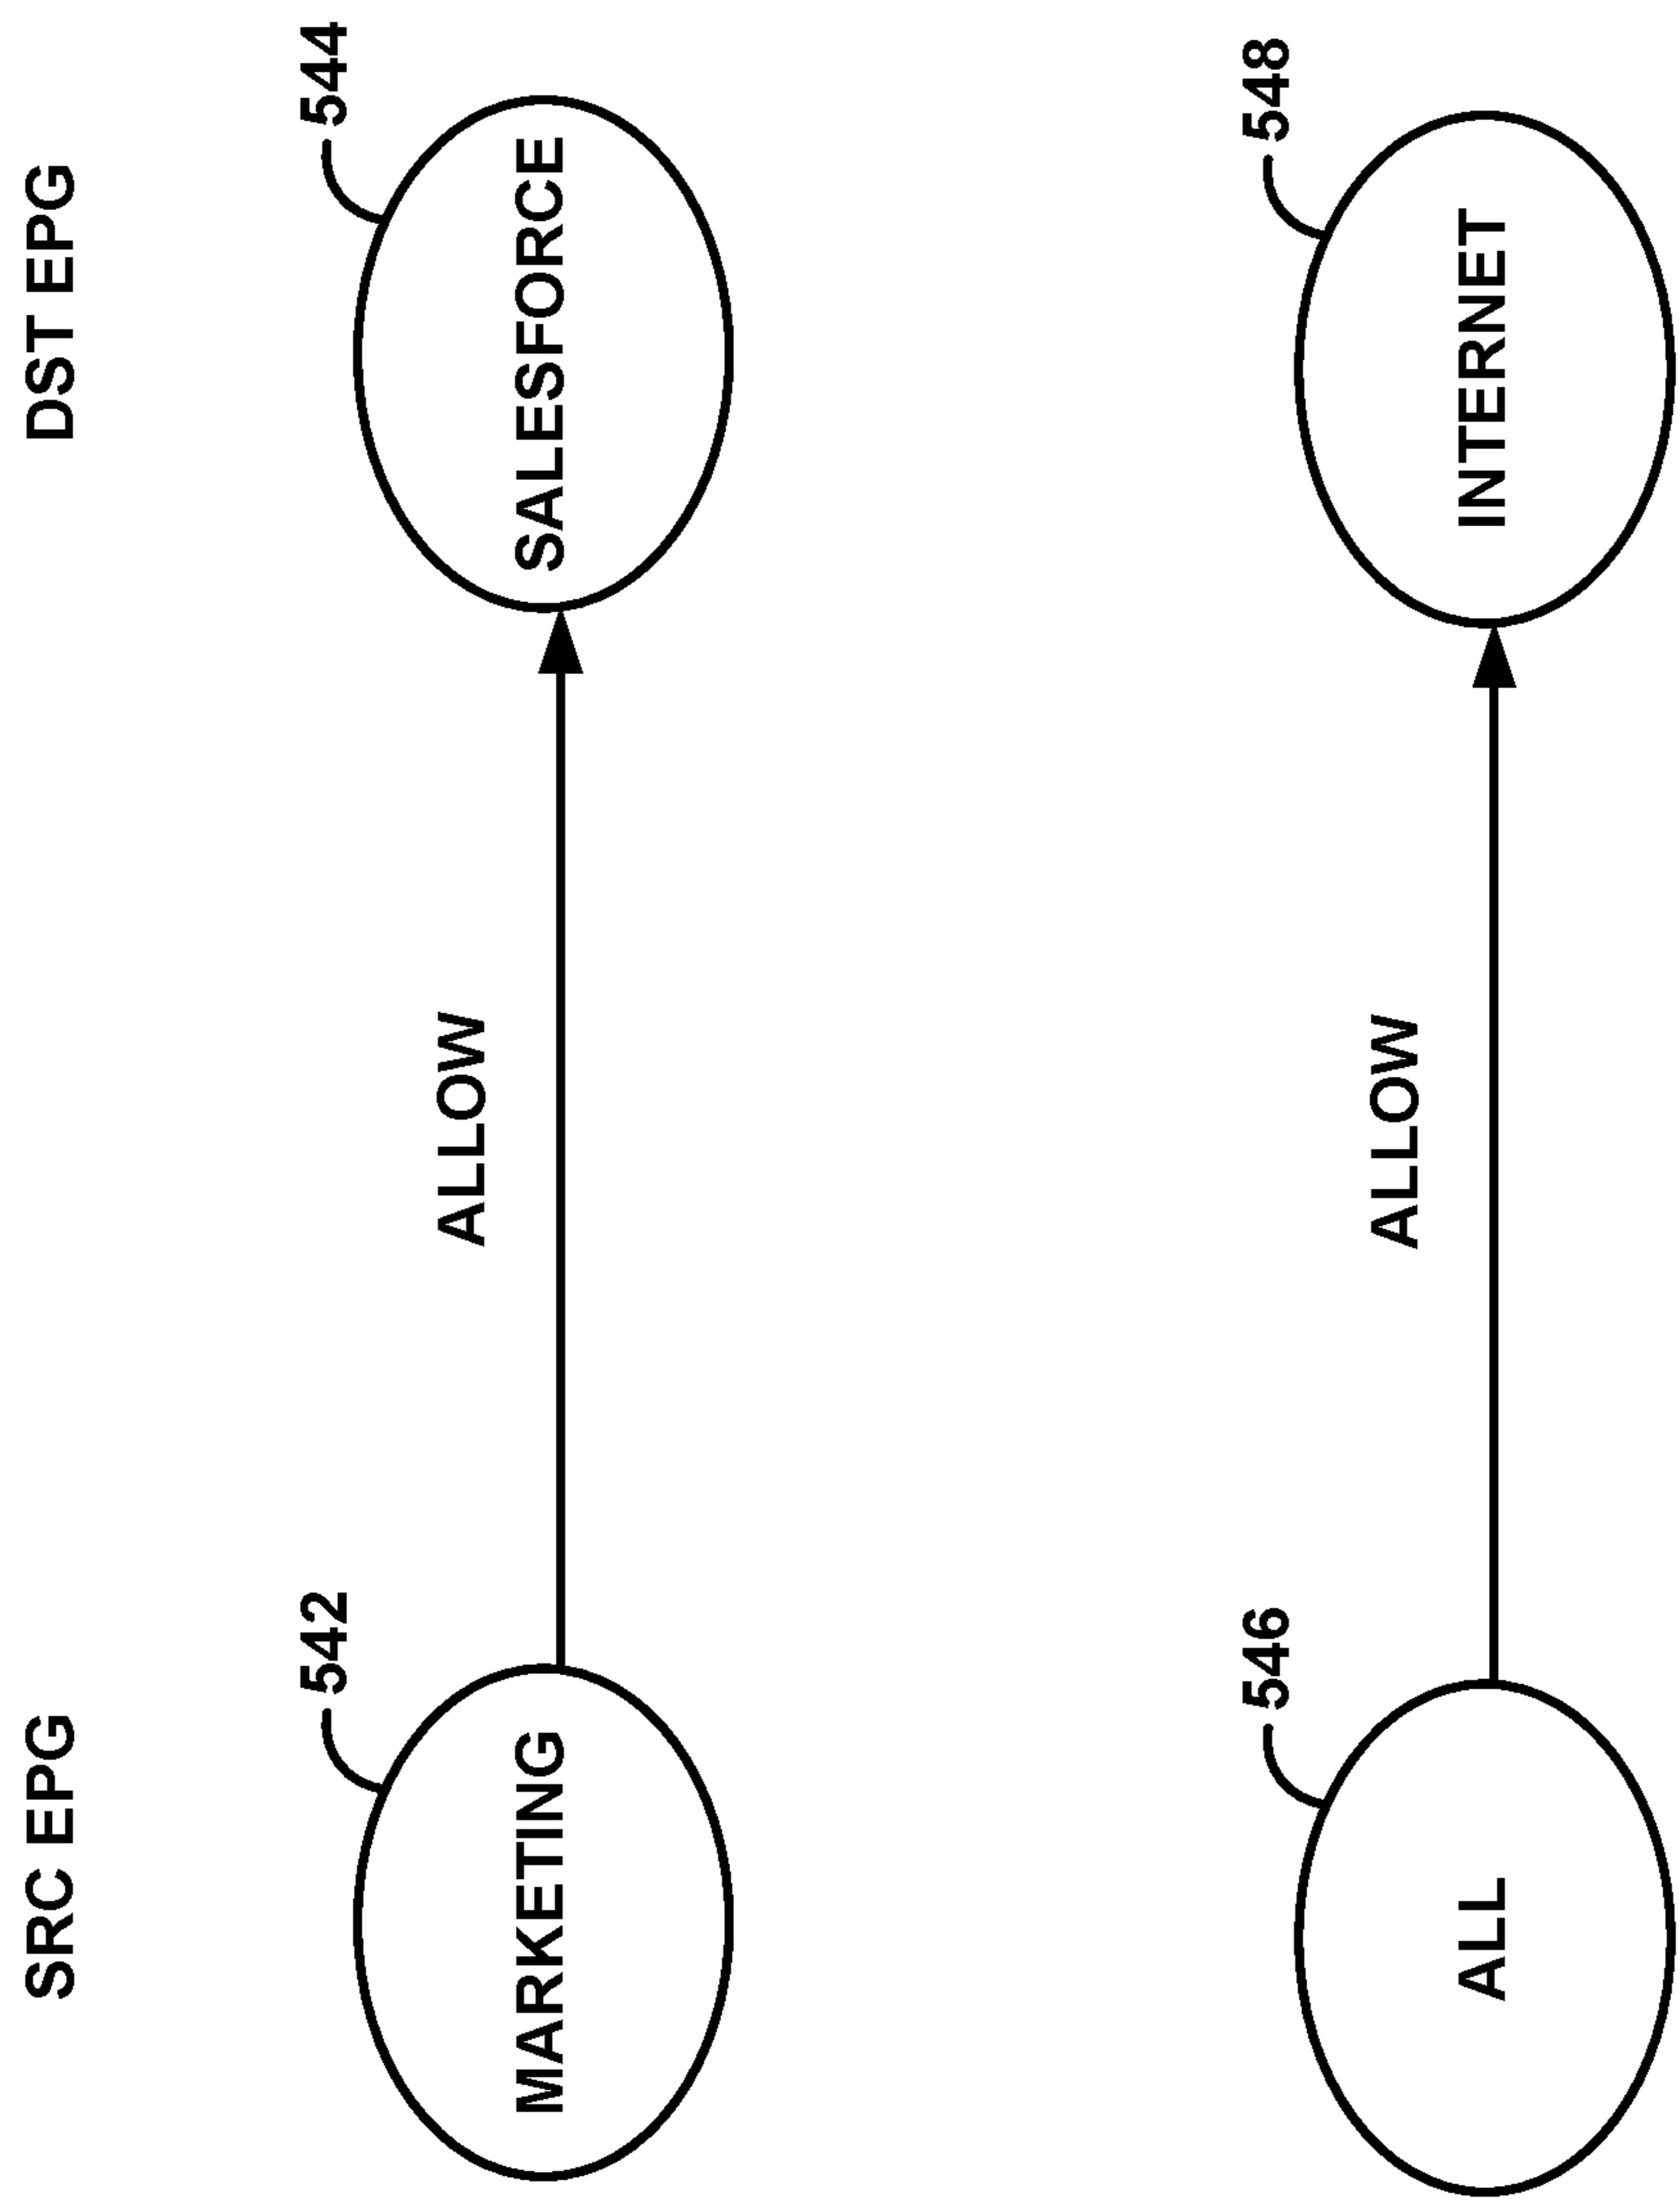 SRC EPG
DST EPG
542
544
MARKETING
ALLOW
SALESFORCE
546
548
ALL
ALLOW
INTERNET